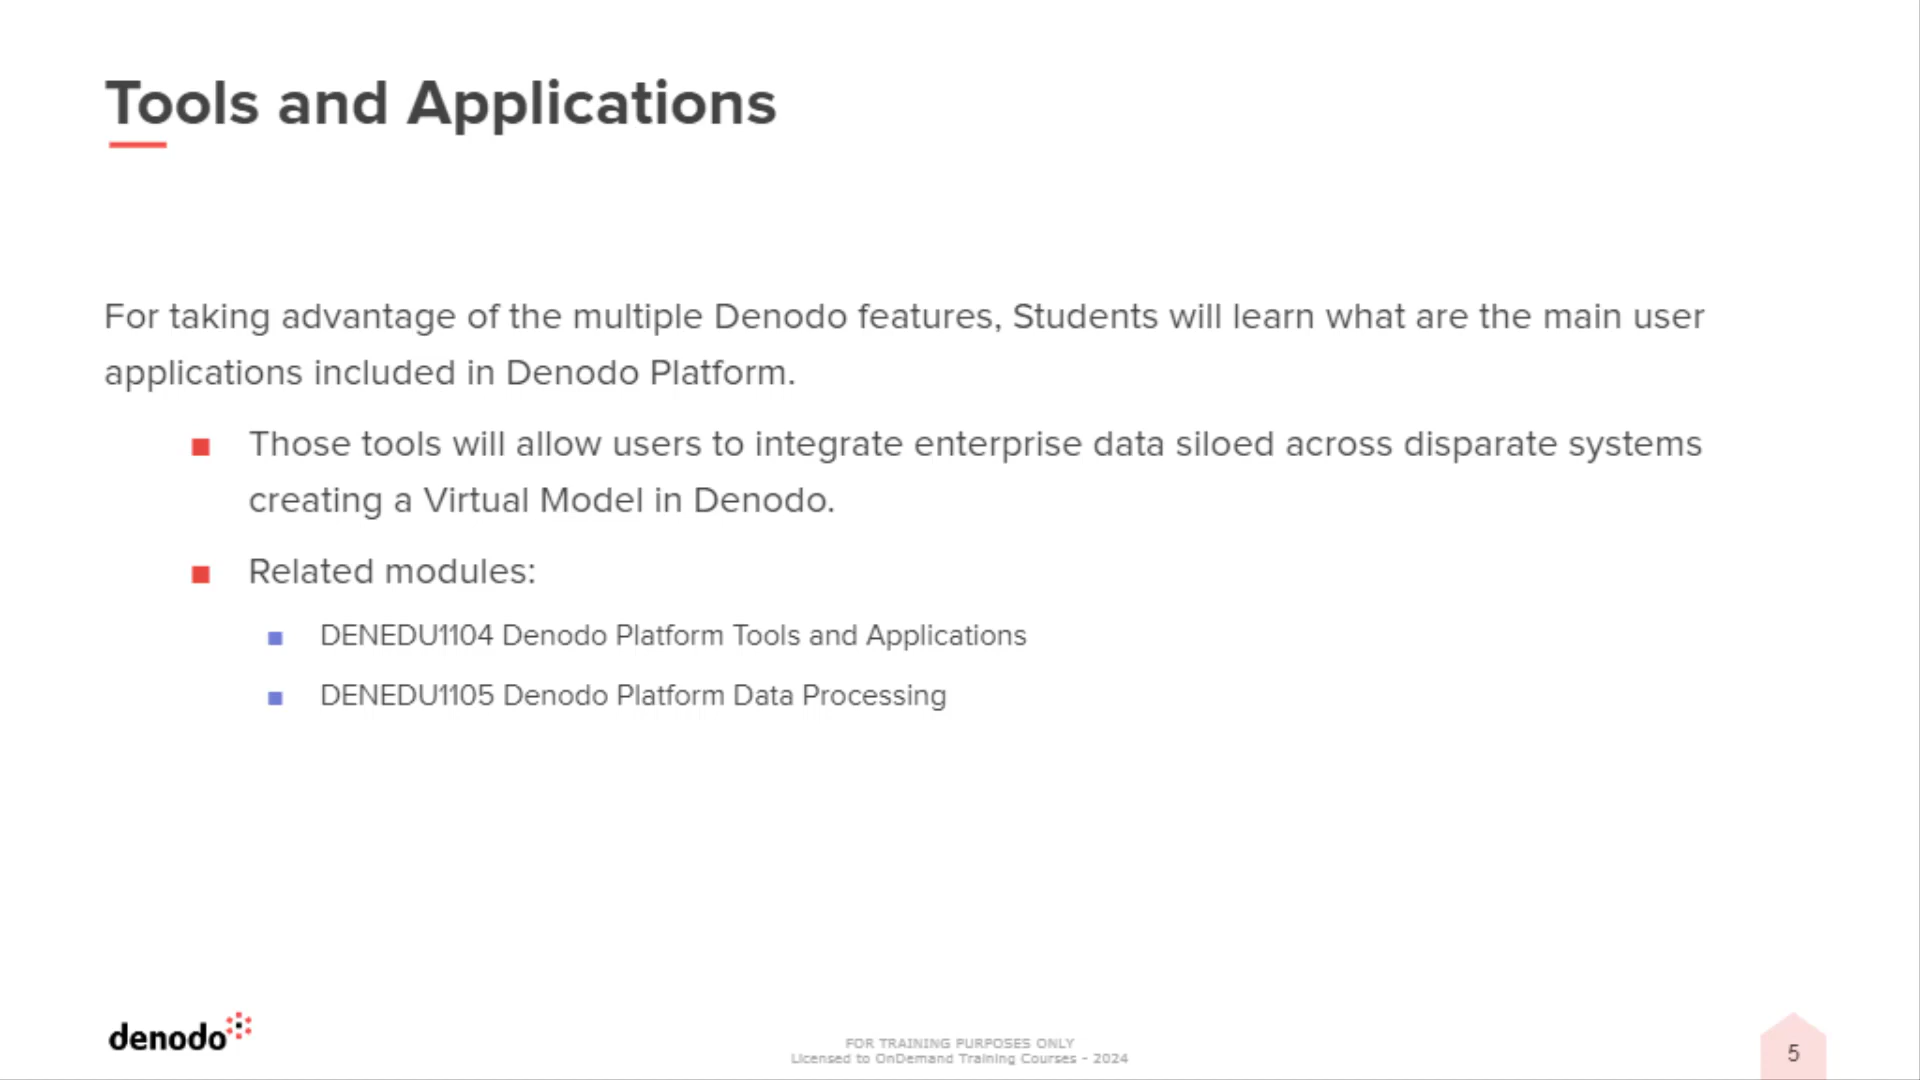 Tools and Applications
For taking advantage of the multiple Denodo features, Students will learn what are the main user
applications included in Denodo Platform.
Those tools will allow users to integrate enterprise data siloed across disparate systems
creating a Virtual Model in Denodo.
Related modules:
DENEDU1104 Denodo Platform Tools and Applications
DENEDU1105 Denodo Platform Data Processing
denodo
FOR TRAINING PURPOSES ONLY
Licensed to OnDemand Training Courses - 2024
5